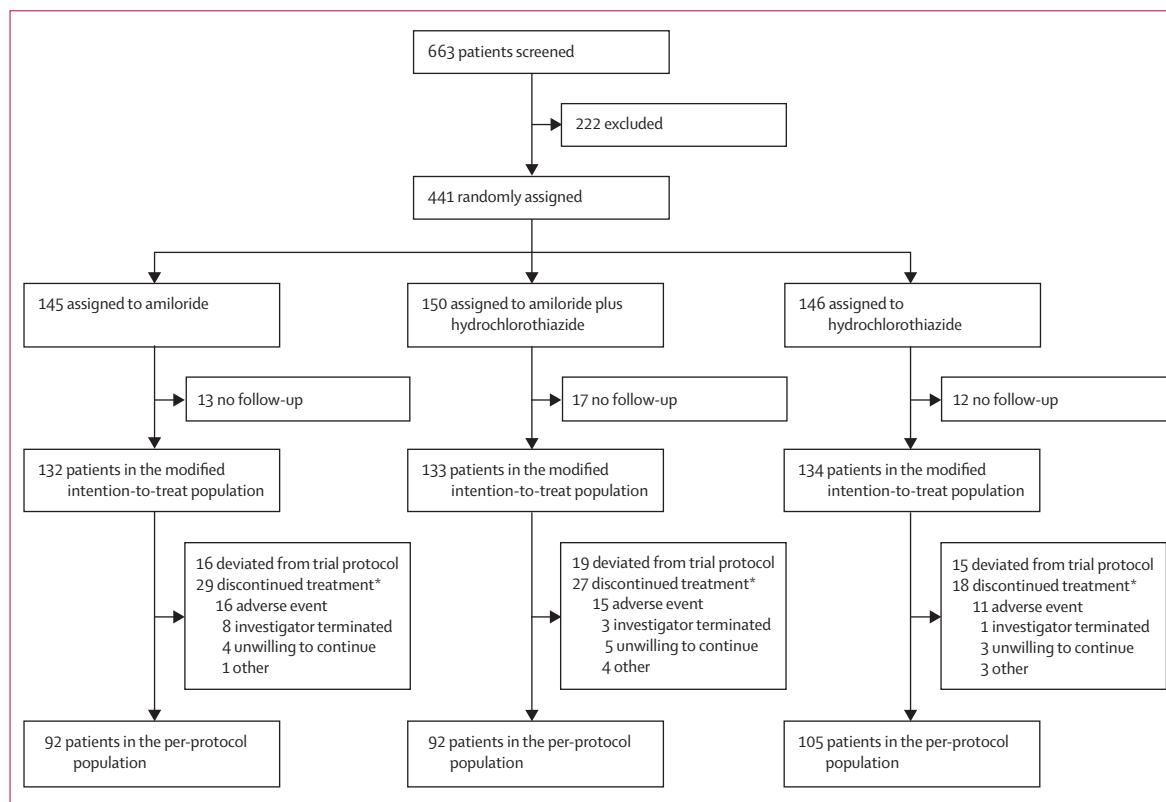 663 patients screened
222 excluded
441 randomly assigned
145 assigned to amiloride
150 assigned to amiloride plus
hydrochlorothiazide
146 assigned to
hydrochlorothiazide
13 no follow-up
17 no follow-up
12 no follow-up
132 patients in the modified
intention-to-treat population
133 patients in the modified
intention-to-treat population
134 patients in the modified
intention-to-treat population
16 deviated from trial protocol
29 discontinued treatment*
16 adverse event
8 investigator terminated
4 unwilling to continue
1 other
19 deviated from trial protocol
27 discontinued treatment*
15 adverse event
3 investigator terminated
5 unwilling to continue
4 other
15 deviated from trial protocol
18 discontinued treatment*
11 adverse event
1 investigator terminated
3 unwilling to continue
3 other
92 patients in the per-protocol
population
92 patients in the per-protocol
population
105 patients in the per-protocol
population